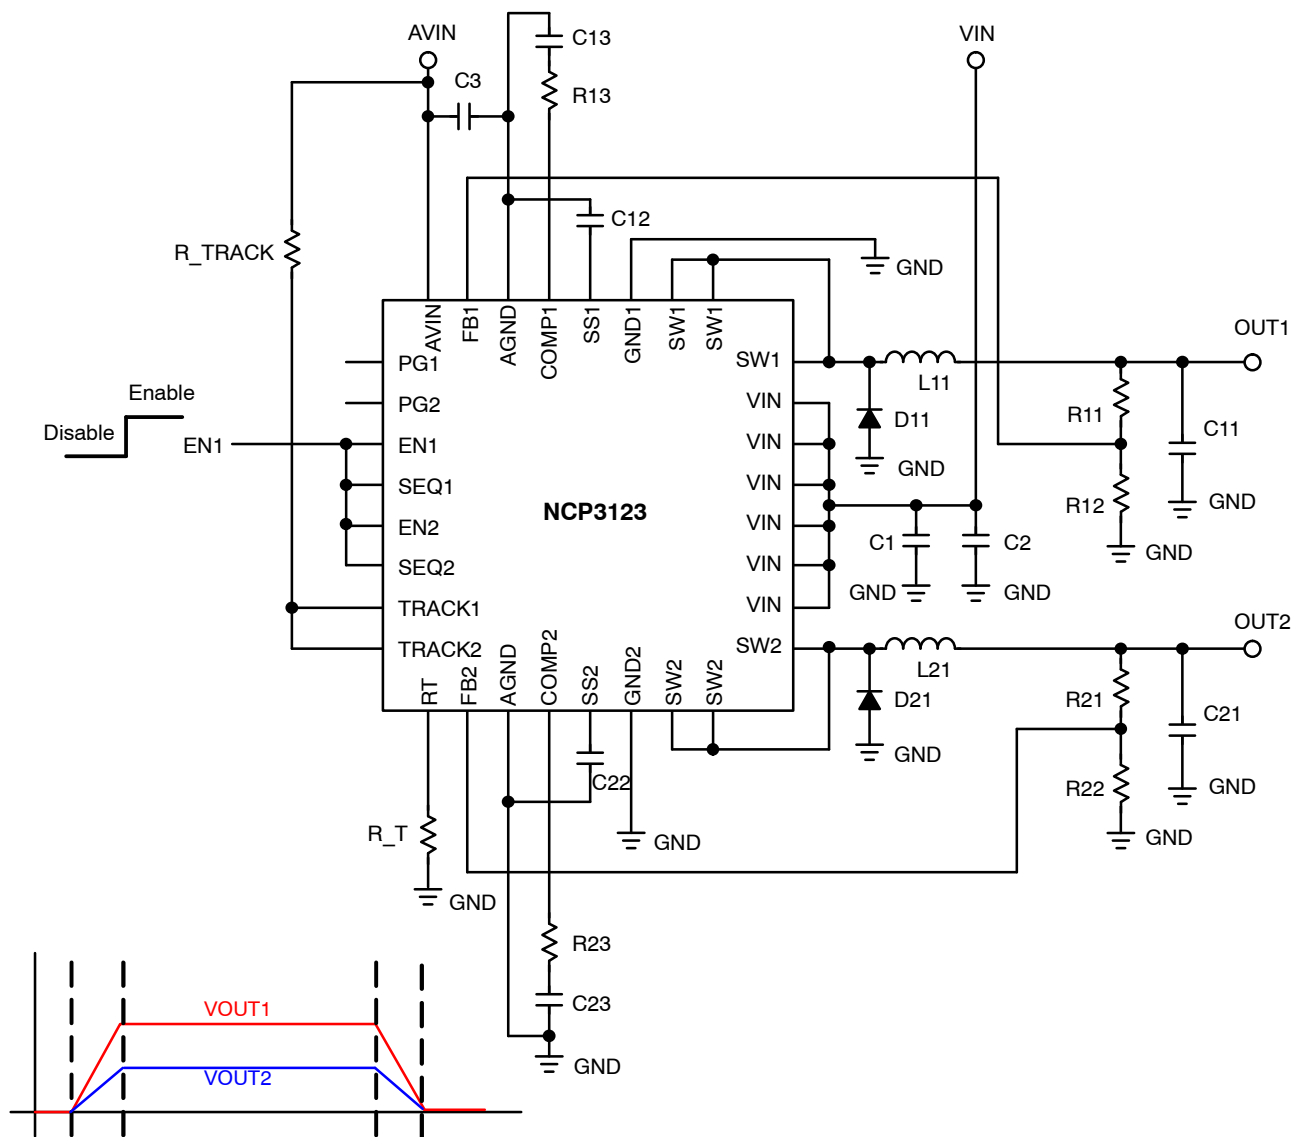 AVIN
C13
VIN
C3
R13
C12
R_TRACK
GND
AVIN
FB1
AGND
COMP1
SS1
GND1
SW1
SW1
OUT1
PG1
SW1
L11
Enable
PG2
VIN
D11
R11
Disable
EN1
EN1
VIN
C11
GND
SEQ1
VIN
R12
GND
NCP3123
EN2
VIN
C1
C2
GND
SEQ2
VIN
GND
GND
TRACK1
VIN
OUT2
TRACK2
SW2
L21
RT
FB2
AGND
COMP2
SS2
GND2
SW2
SW2
D21
R21
C21
GND
C22
R22
GND
R_T
GND
GND
GND
R23
C23
VOUT1
GND
VOUT2